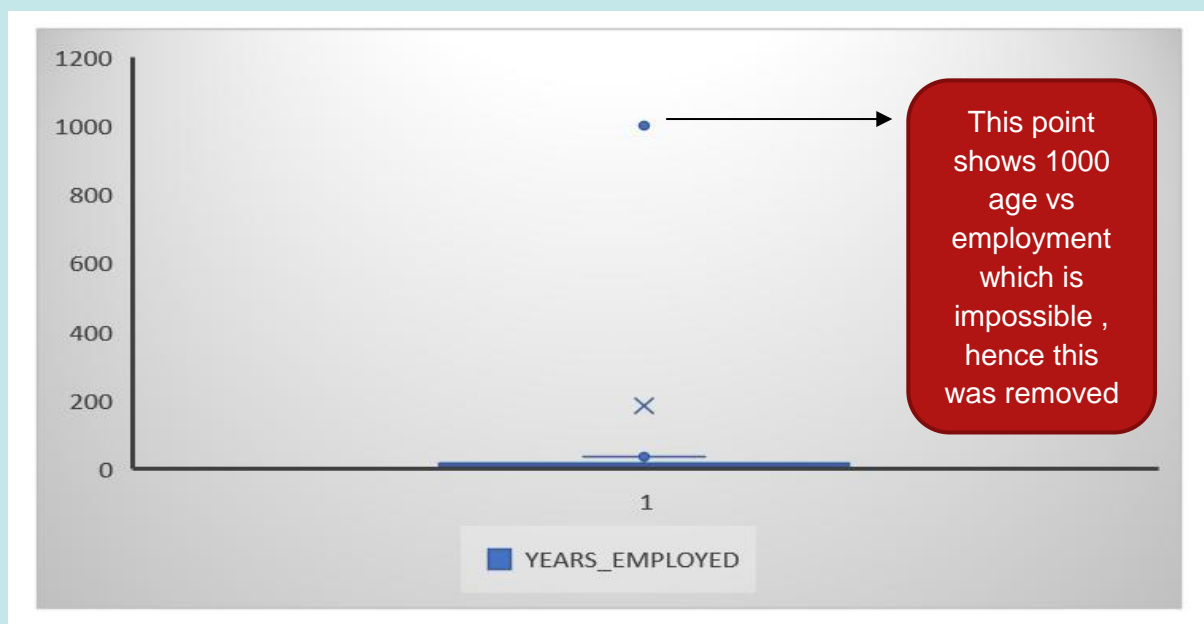 1200
1000
800
600
400
200
0
1
YEARS_EMPLOYED
This point
shows 1000
age vs
employment
which is
impossible ,
hence this
was removed